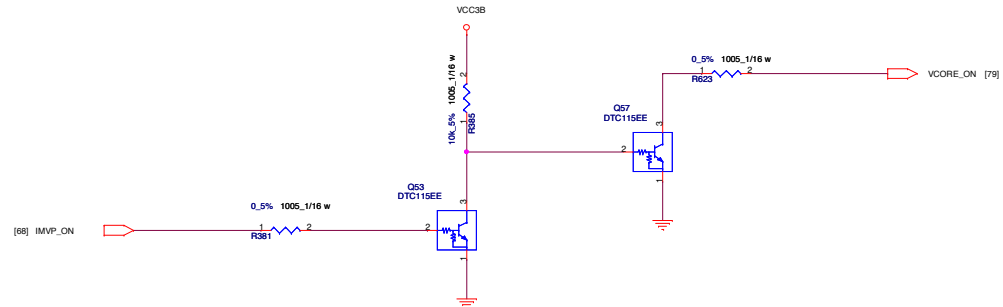 VCC3B
0_5% 1005_1/16 w
1 2
R623
VCORE_ON [79]
2
10k_5% 1005_1/16 w
1
R385
Q57
DTC115EE
3
2
1
Q53
DTC115EE
3
0_5% 1005_1/16 w
[68] IMVP_ON
1 2
R381
2
1